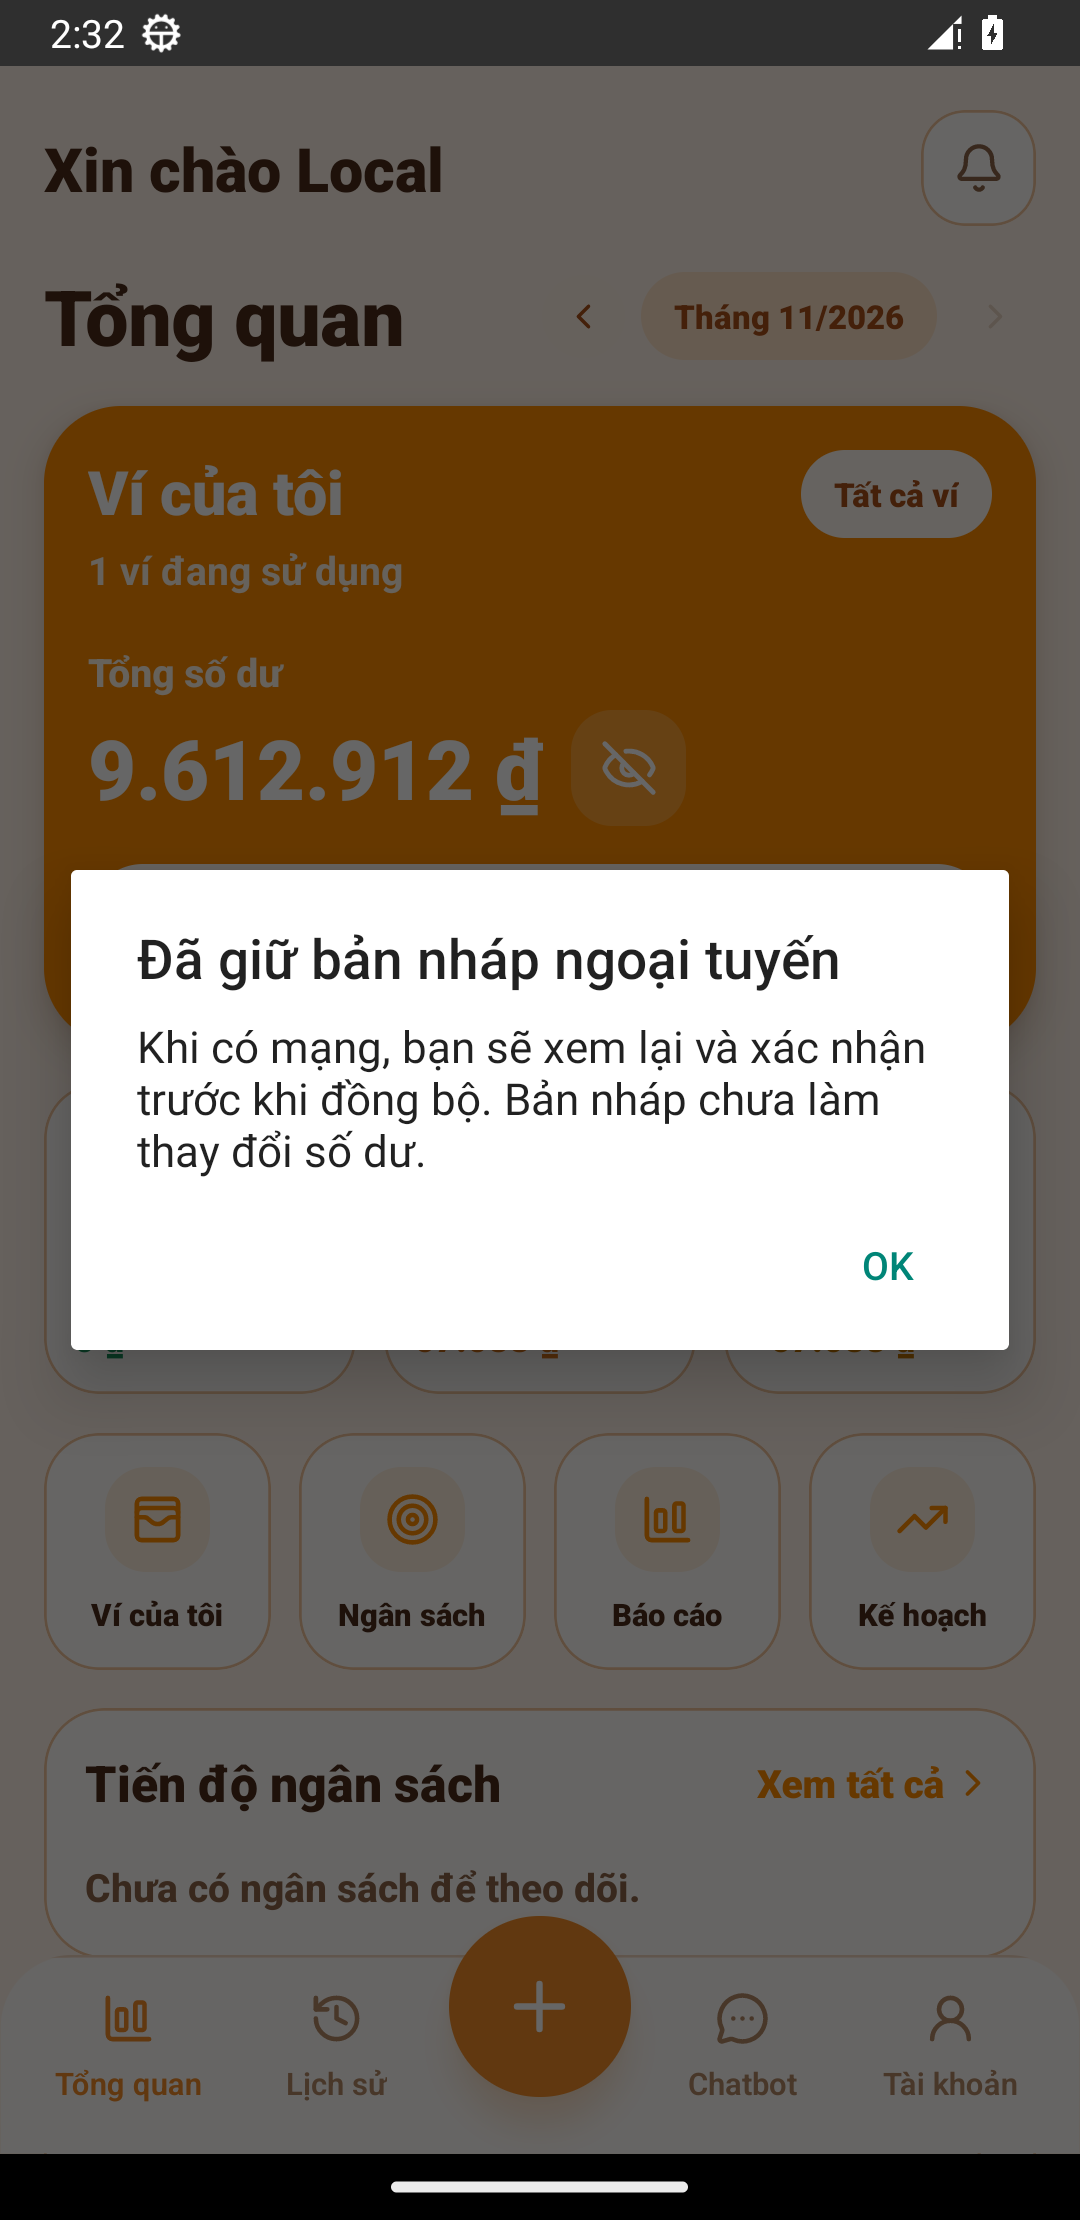 2:32
Xin chào Local
Tổng quan
Tháng 11/2026
Ví của tôi
Tất cả ví
1 ví đang sử dụng
Tổng số dư
9.612.912 ₫
Đã giữ bản nháp ngoại tuyến
Khi có mạng, bạn sẽ xem lại và xác nhận
trước khi đồng bộ. Bản nháp chưa làm
thay đổi số dư.
OK
Ví của tôi
Ngân sách
Báo cáo
Kế hoạch
Tiến độ ngân sách
Xem tất cả
Chưa có ngân sách để theo dõi.
Tổng quan
Lịch sử
Chatbot
Tài khoản